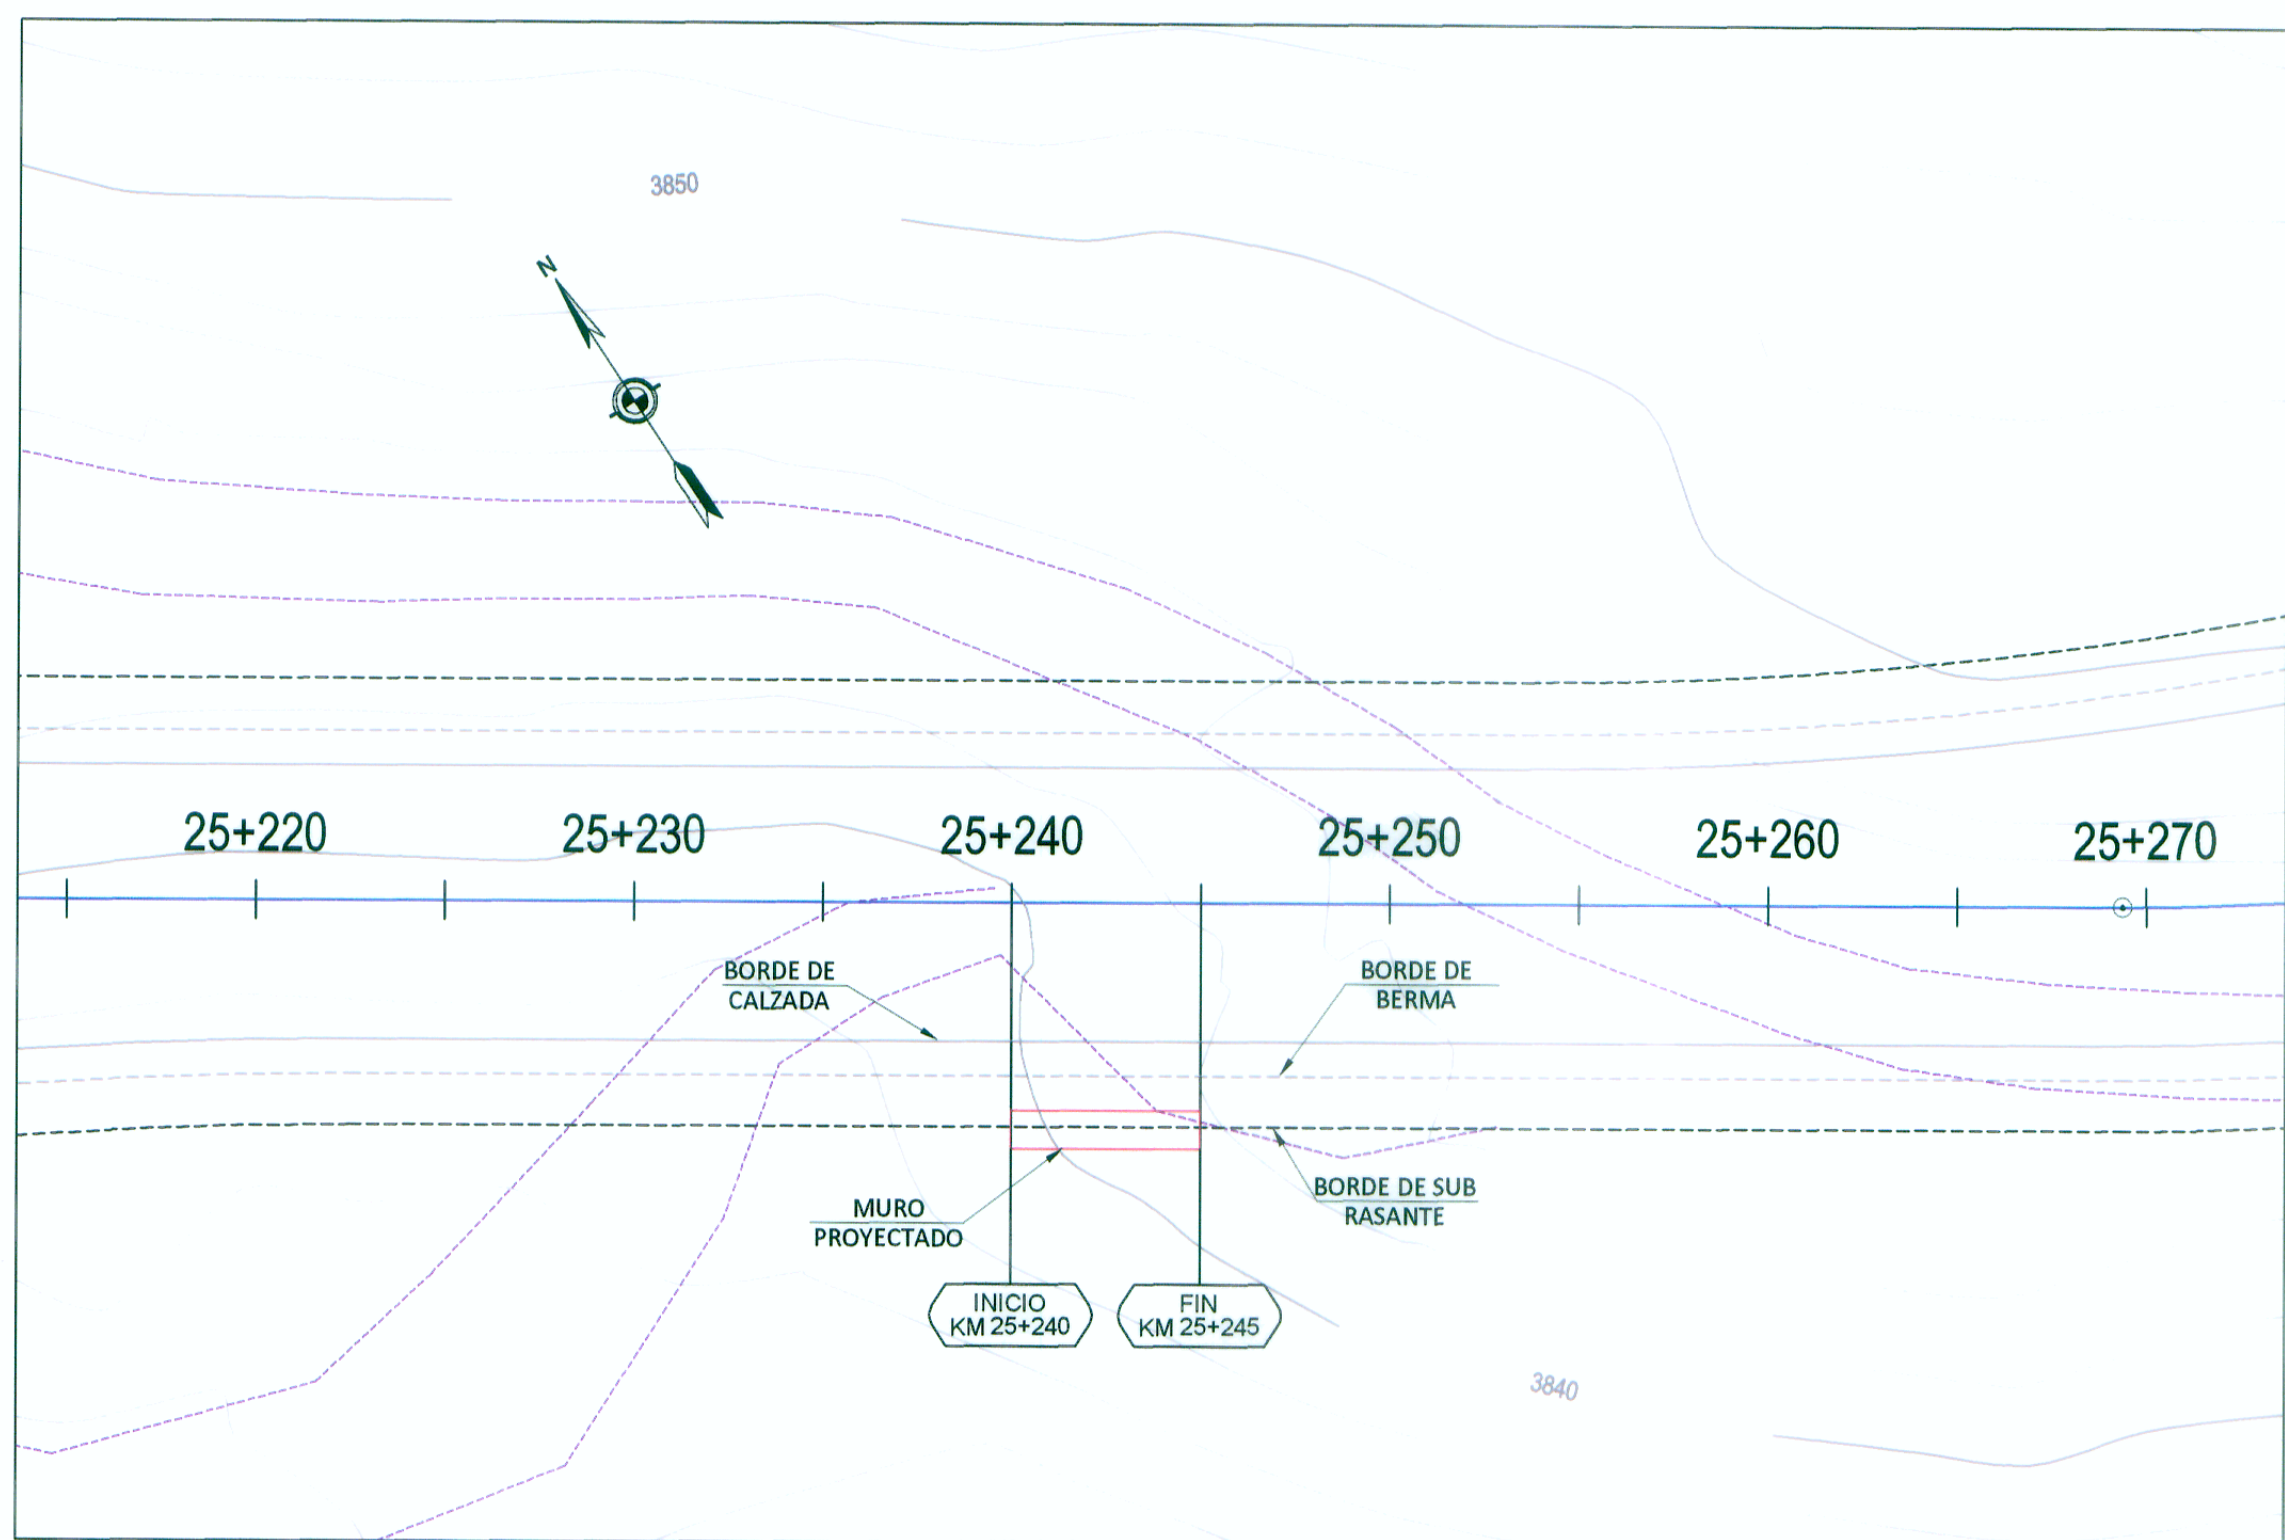 3850
N
25+220
25+230
25+240
25+250
25+260
25+270
BORDE DE
CALZADA
BORDE DE
BERMA
MURO
PROYECTADO
BORDE DE SUB
RASANTE
INICIO
KM 25+240
FIN
KM 25+245
3840